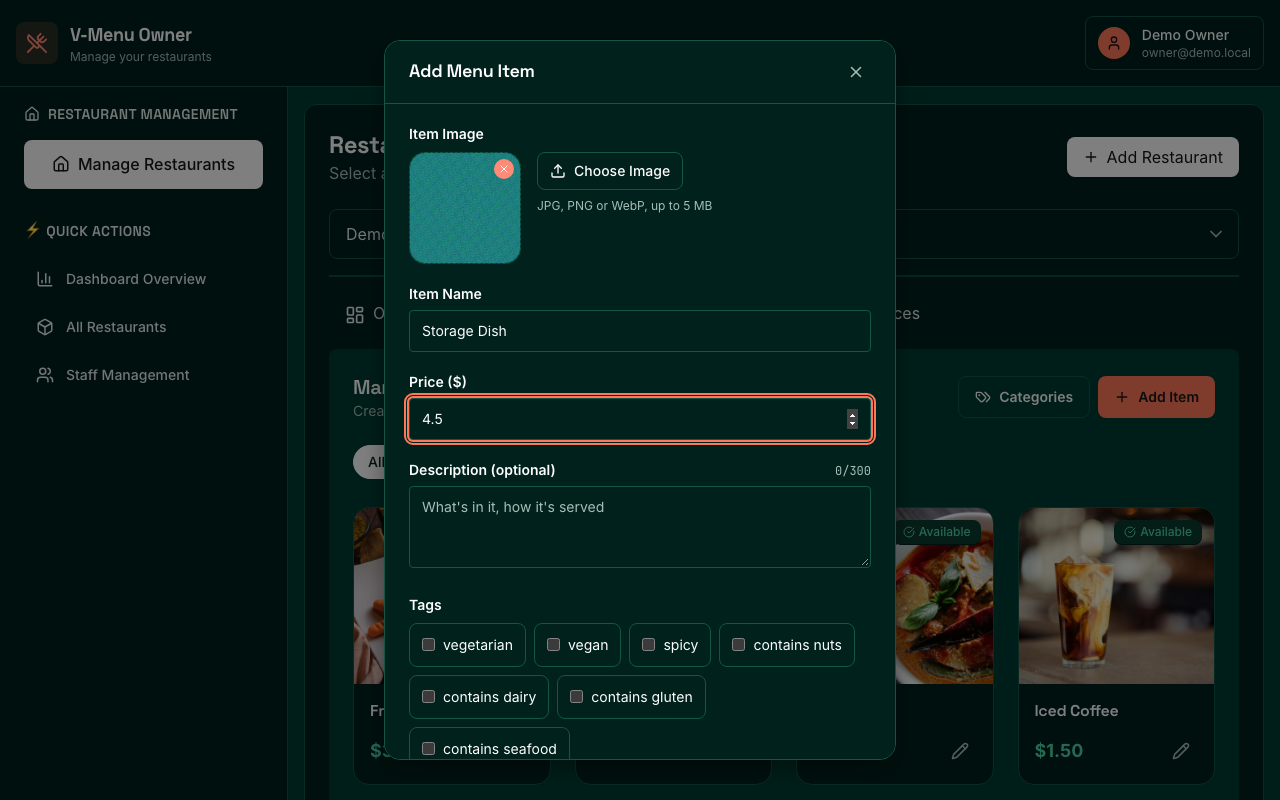 V-Menu Owner
Manage your restaurants
Demo Owner
owner@demo.local
RESTAURANT MANAGEMENT
Manage Restaurants
QUICK ACTIONS
Dashboard Overview
All Restaurants
Staff Management
Add Restaurant
Categories
Add Item
Available
Available
Iced Coffee
$1.50
Add Menu Item
Item Image
Choose Image
JPG, PNG or WebP, up to 5 MB
Item Name
Storage Dish
Price ($)
4.5
Description (optional)
0/300
What's in it, how it's served
Tags
vegetarian
vegan
spicy
contains nuts
contains dairy
contains gluten
contains seafood